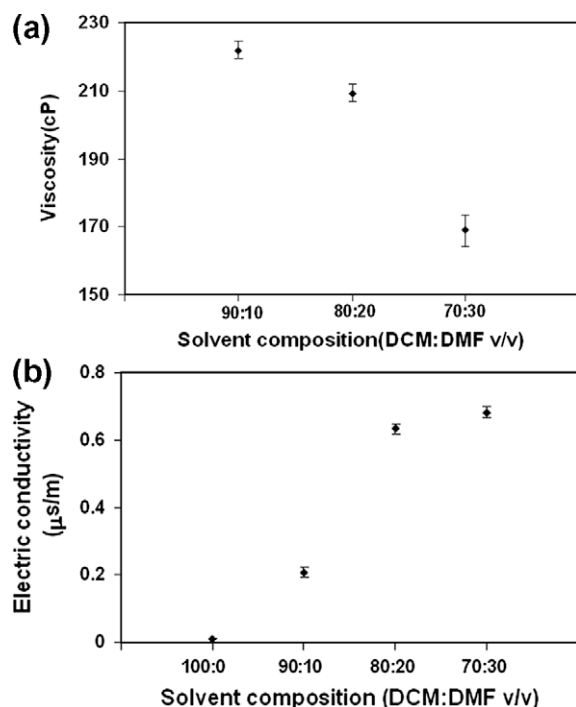 (a)
230
210
190
170
150
Viscosity(cP)
90:10 80:20 70:30
Solvent composition(DCM:DMF v/v)
(b)
0.8
0.6
0.4
0.2
0
Electric conductivity
(μs/m)
100:0 90:10 80:20 70:30
Solvent composition (DCM:DMF v/v)